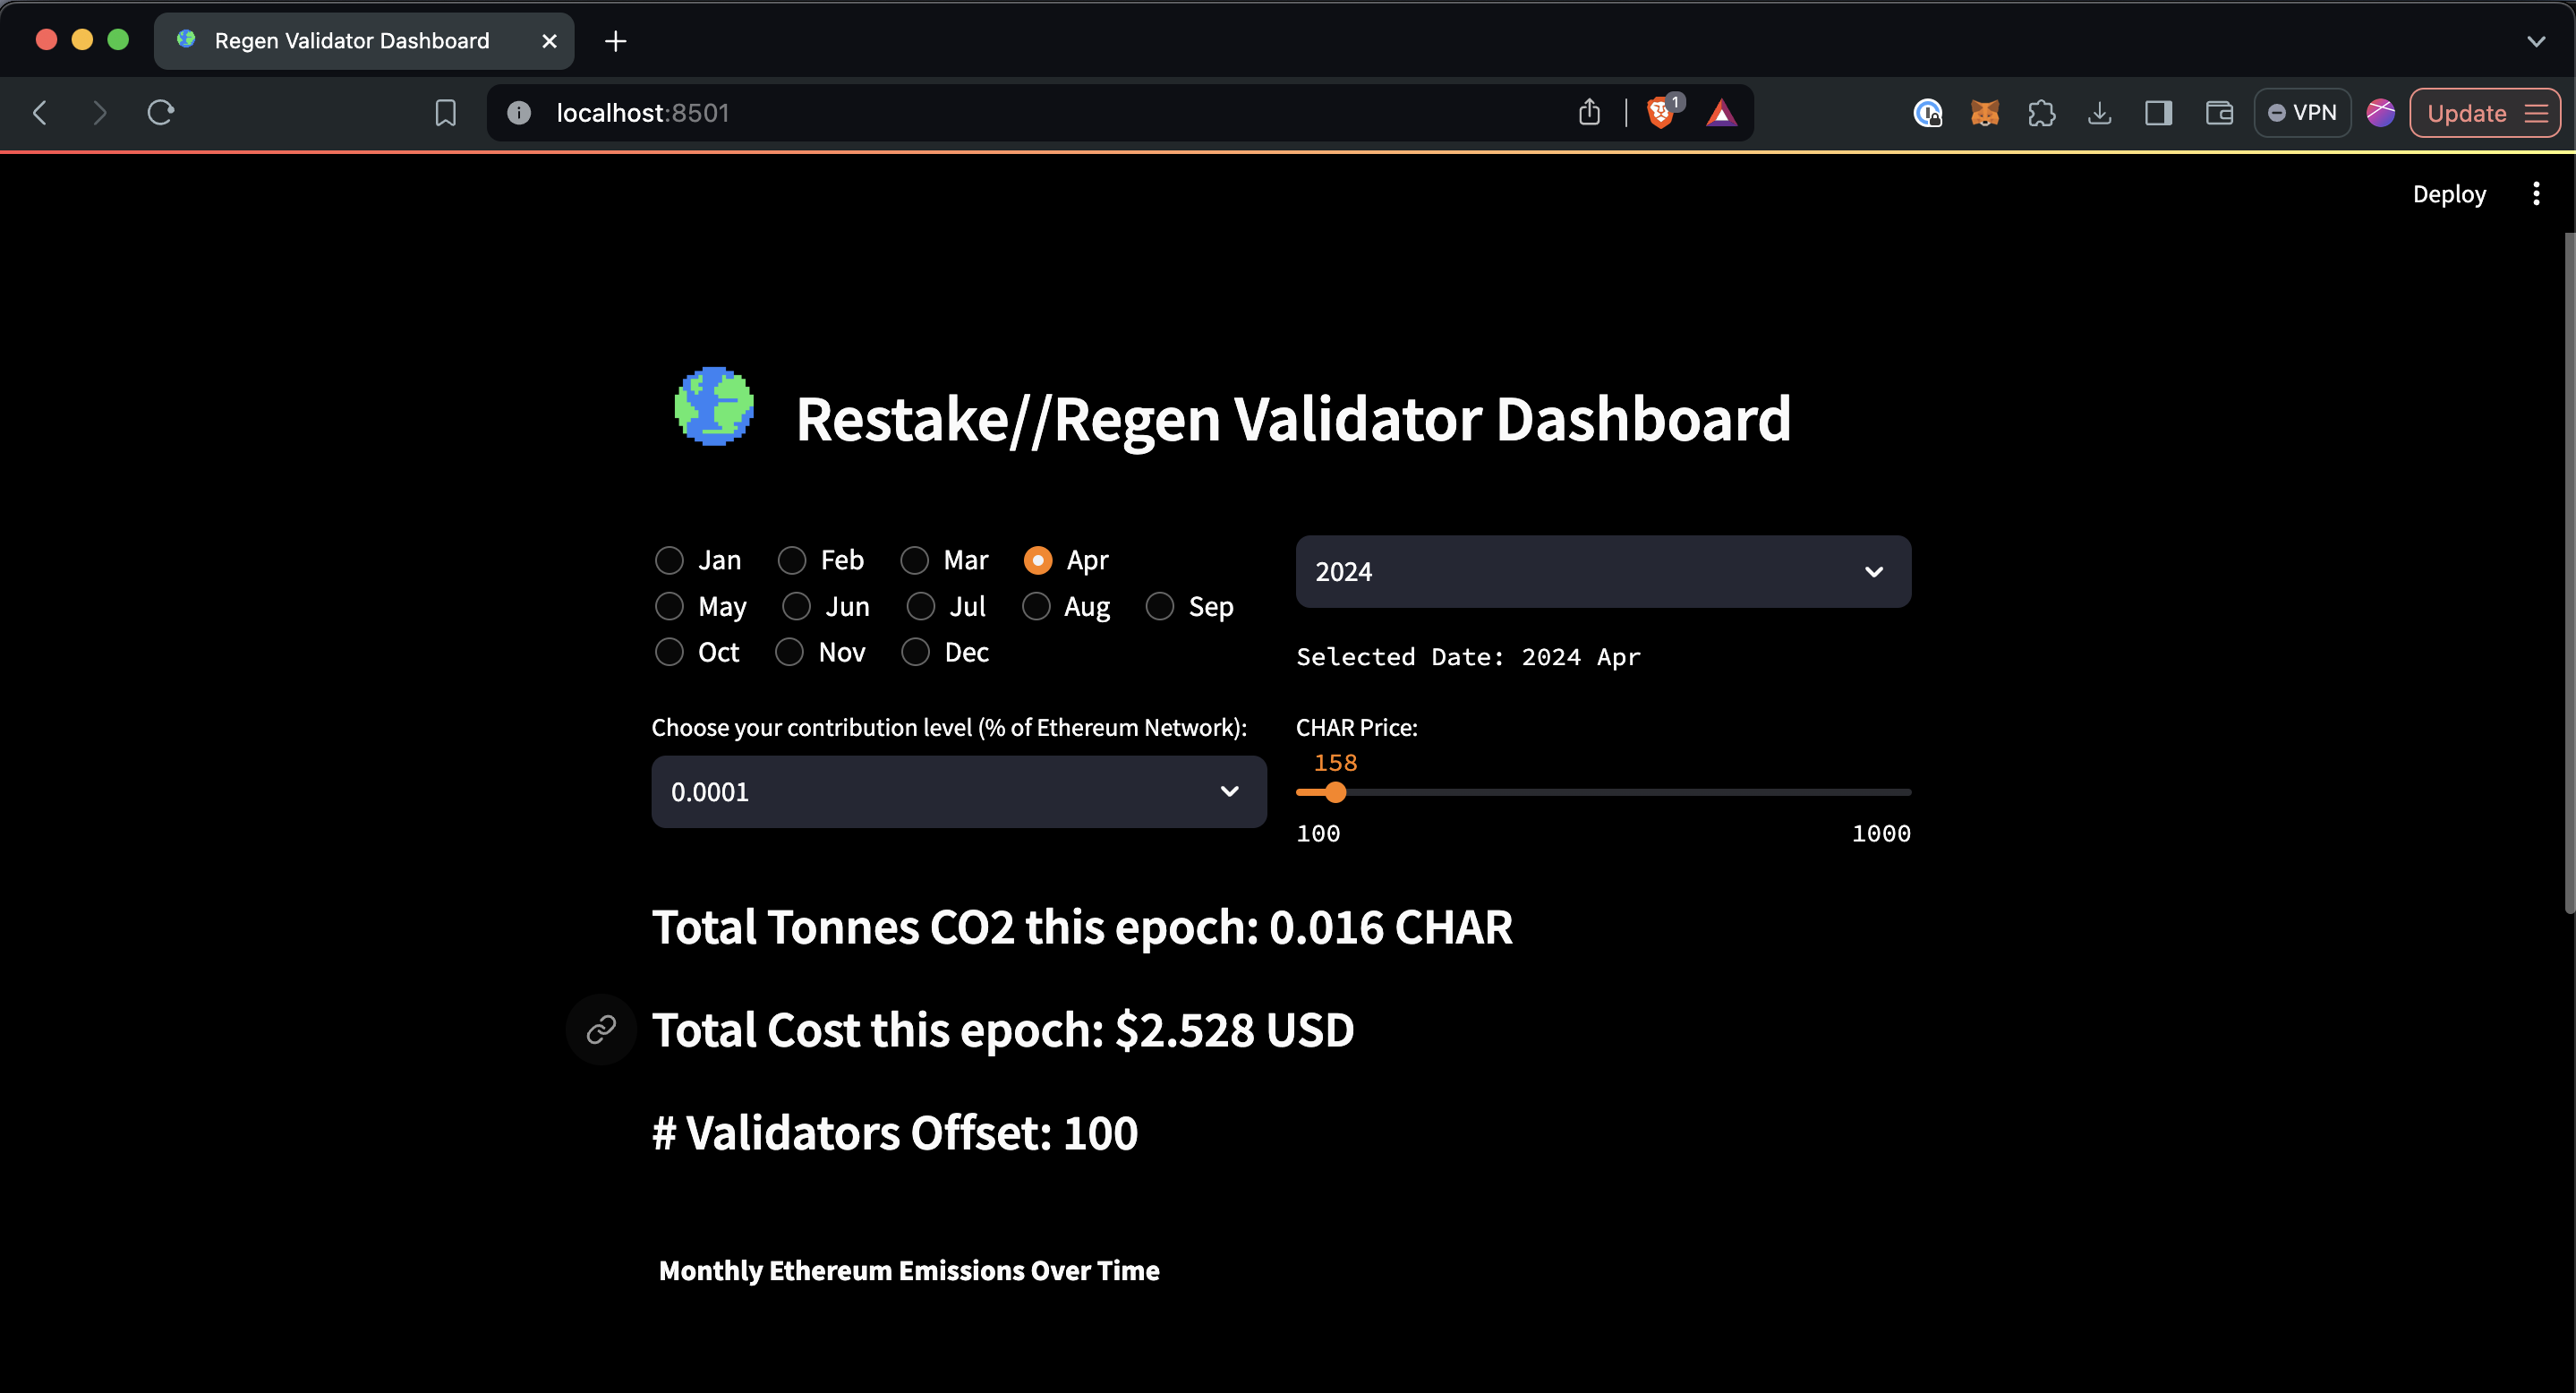 Regen Validator Dashboard
localhost:8501
1
VPN
Update
Deploy
Restake//Regen Validator Dashboard
Jan Feb Mar Apr
May Jun Jul Aug Sep
Oct Nov Dec
2024
Selected Date: 2024 Apr
Choose your contribution level (% of Ethereum Network):
0.0001
CHAR Price:
158
100 1000
Total Tonnes CO2 this epoch: 0.016 CHAR
Total Cost this epoch: $2.528 USD
# Validators Offset: 100
Monthly Ethereum Emissions Over Time